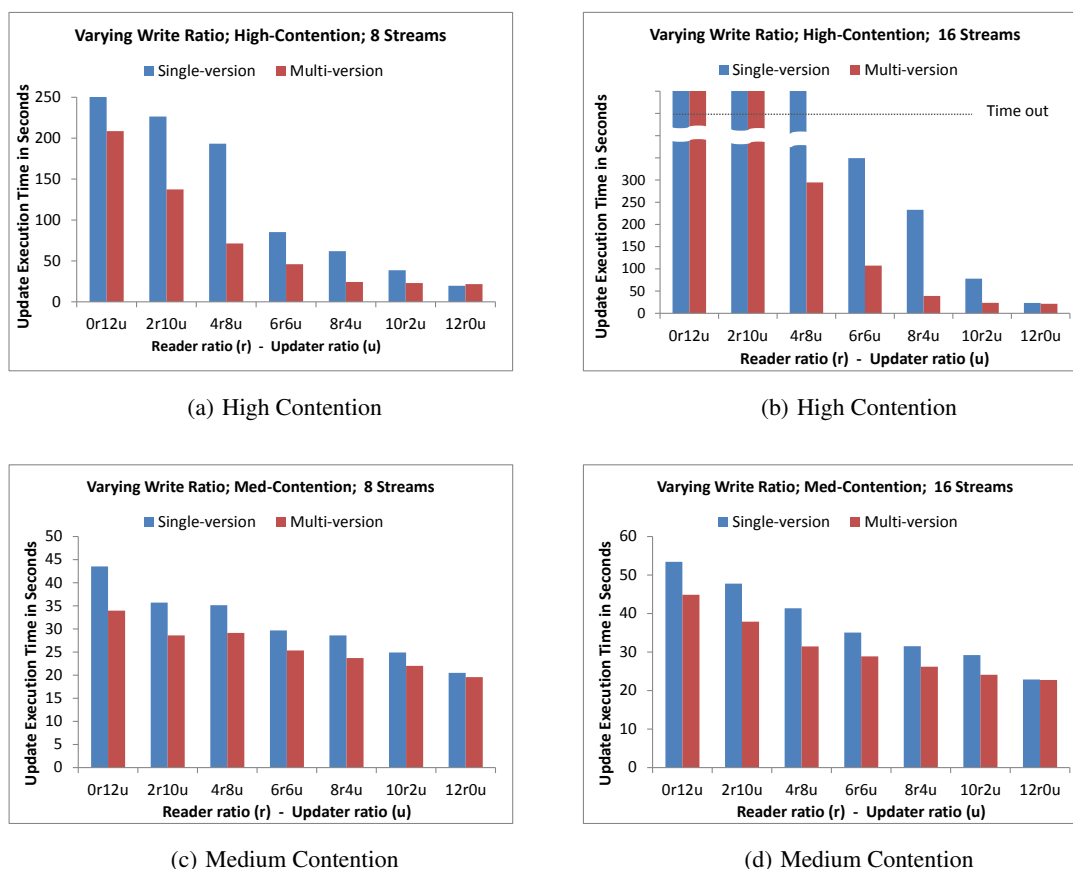 Varying Write Ratio; High-Contention; 8 Streams
Single-version Multi-version
Update Execution Time in Seconds
250
200
150
100
50
0
0r12u 2r10u 4r8u 6r6u 8r4u 10r2u 12r0u
Reader ratio (r) - Updater ratio (u)
(a) High Contention
Varying Write Ratio; High-Contention; 16 Streams
Single-version Multi-version
Time out
Update Execution Time in Seconds
300
250
200
150
100
50
0
0r12u 2r10u 4r8u 6r6u 8r4u 10r2u 12r0u
Reader ratio (r) - Updater ratio (u)
(b) High Contention
Varying Write Ratio; Med-Contention; 8 Streams
Single-version Multi-version
Update Execution Time in Seconds
50
45
40
35
30
25
20
15
10
5
0
0r12u 2r10u 4r8u 6r6u 8r4u 10r2u 12r0u
Reader ratio (r) - Updater ratio (u)
(c) Medium Contention
Varying Write Ratio; Med-Contention; 16 Streams
Single-version Multi-version
Update Execution Time in Seconds
60
50
40
30
20
10
0
0r12u 2r10u 4r8u 6r6u 8r4u 10r2u 12r0u
Reader ratio (r) - Updater ratio (u)
(d) Medium Contention